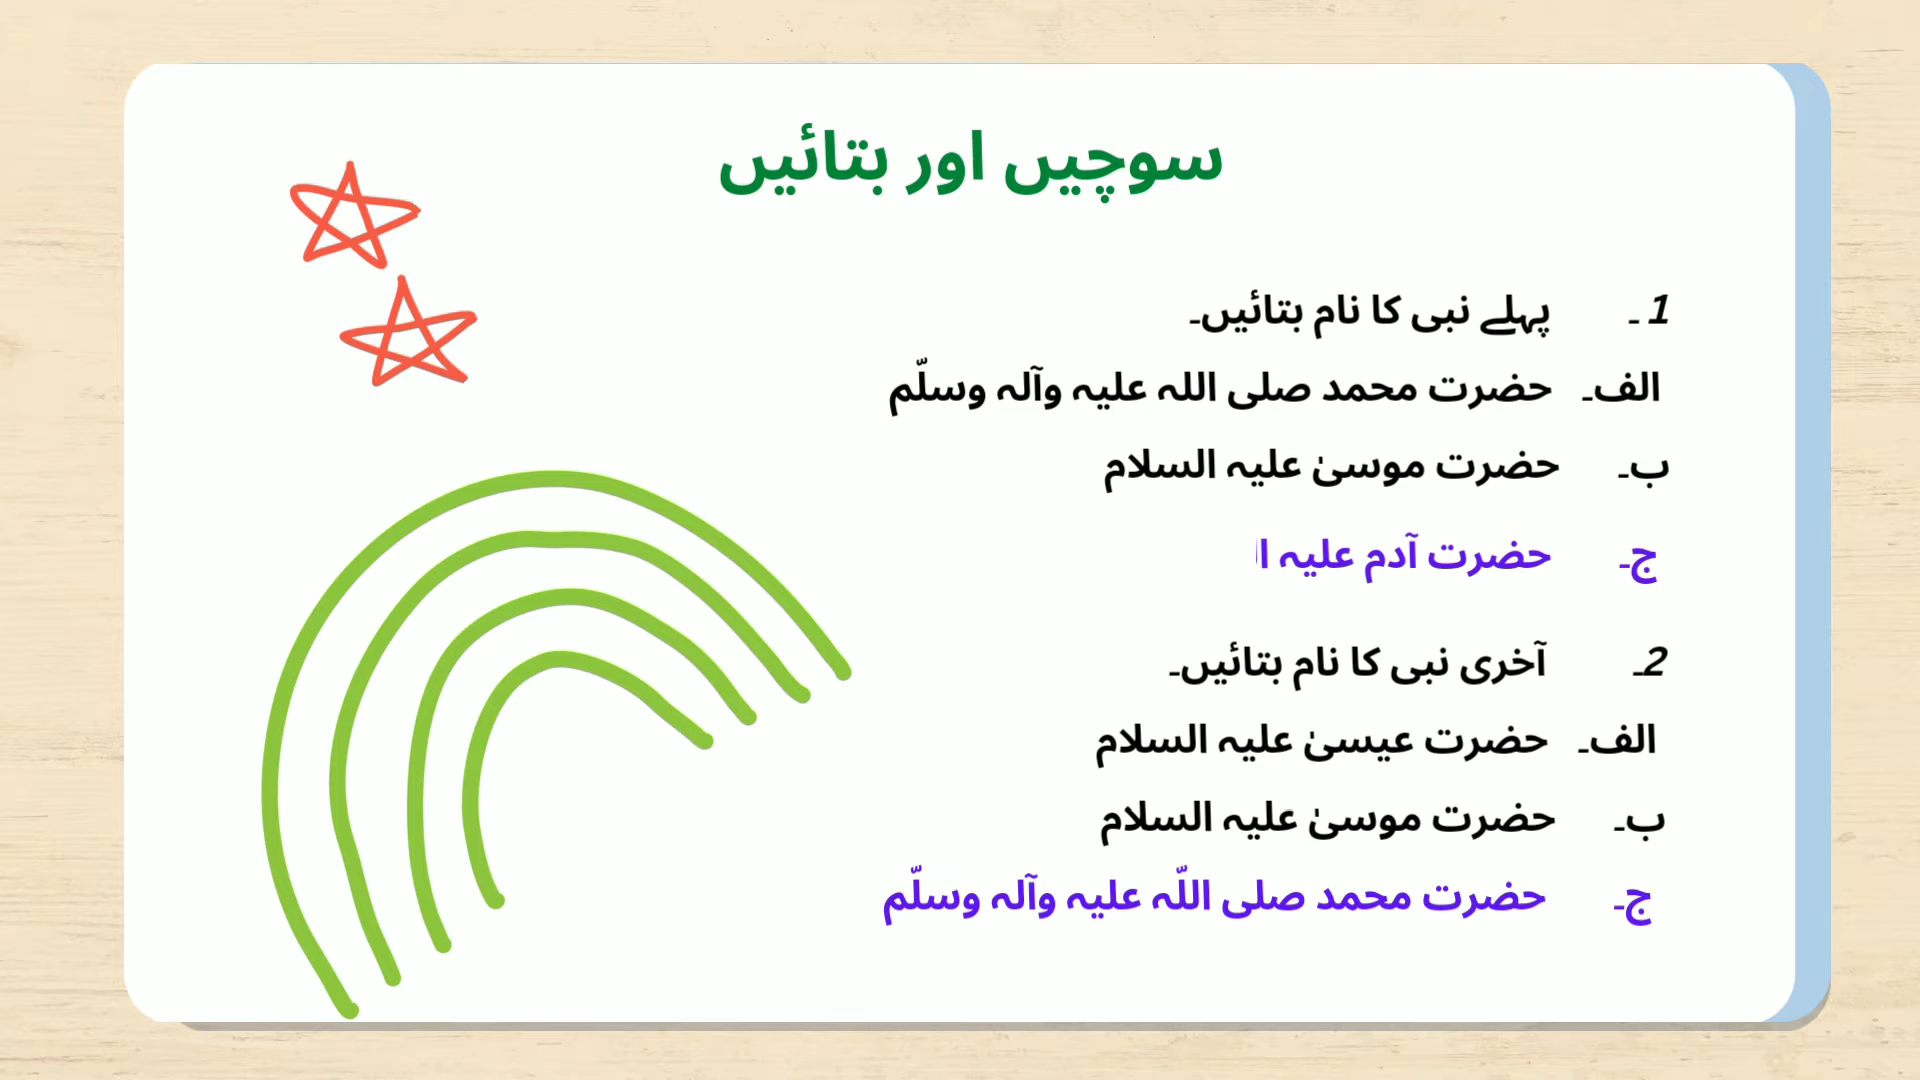 سوچیں اور بتائیں
1۔ پہلے نبی کا نام بتائیں۔
الف۔ حضرت محمد صلی اللہ علیہ وآلہ وسلّم
ب۔ حضرت موسیٰ علیہ السلام
ج۔ حضرت آدم علیہ
2۔ آخری نبی کا نام بتائیں۔
الف۔ حضرت عیسیٰ علیہ السلام
ب۔ حضرت موسیٰ علیہ السلام
ج۔ حضرت محمد صلی اللّہ علیہ وآلہ وسلّم